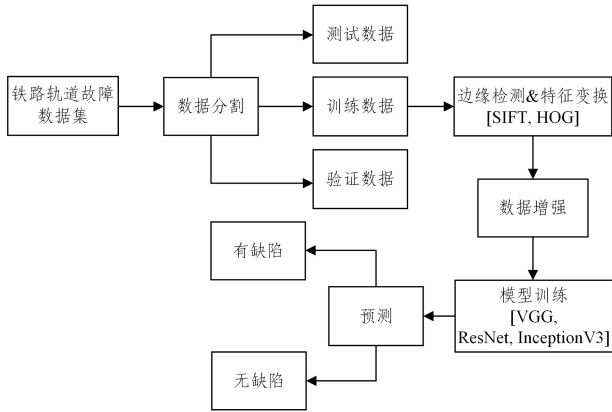 测试数据
铁路轨道故障
数据集
数据分割
训练数据
边缘检测&特征变换
[SIFT, HOG]
验证数据
数据增强
有缺陷
模型训练
[VGG,
ResNet, InceptionV3]
预测
无缺陷